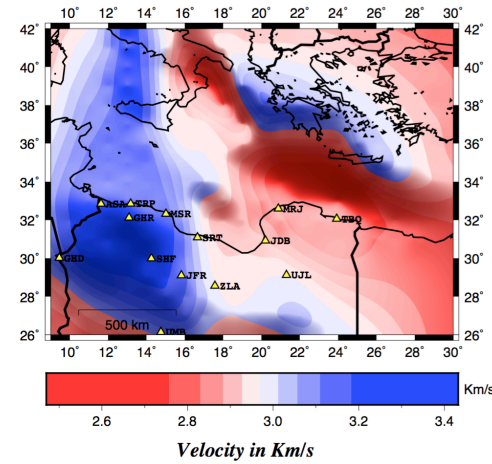 10˚ 12˚ 14˚ 16˚ 18˚ 20˚ 22˚ 24˚ 26˚ 28˚ 30˚
42˚ 42˚
40˚ 40˚
38˚ 38˚
36˚ 36˚
34˚ 34˚
ASA TRP MRJ
GHR MSR TBQ
32˚ 32˚
SRT JDB
30˚ GHD SHF 30˚
JFR UJL
ZLA
28˚ 28˚
500 km
UMB
26˚ 26˚
10˚ 12˚ 14˚ 16˚ 18˚ 20˚ 22˚ 24˚ 26˚ 28˚ 30˚
Km/s
2.6 2.8 3.0 3.2 3.4
Velocity in Km/s